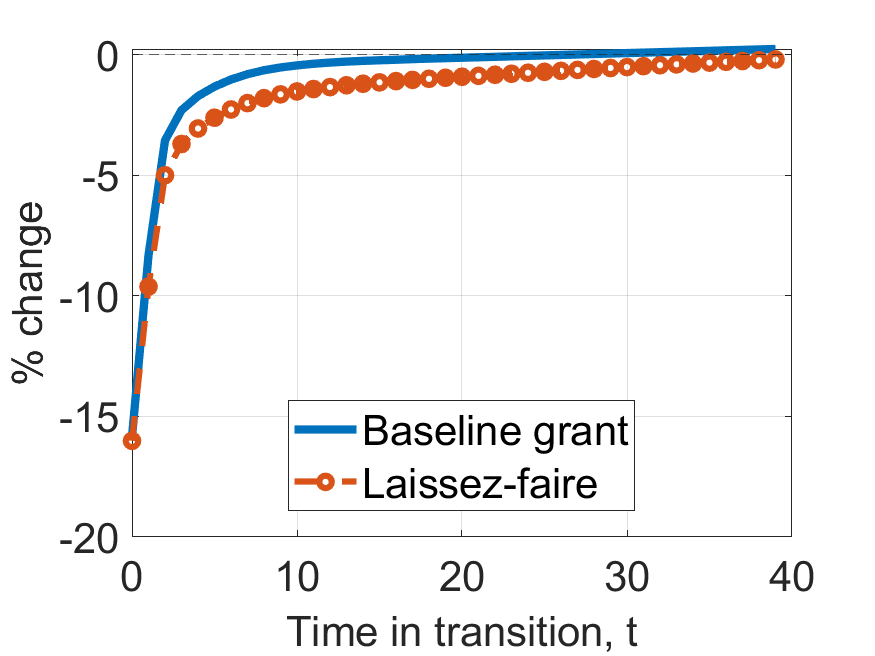 0
-5
-10
-15
-20
% change
Baseline grant
Laissez-faire
0 10 20 30 40
Time in transition, t